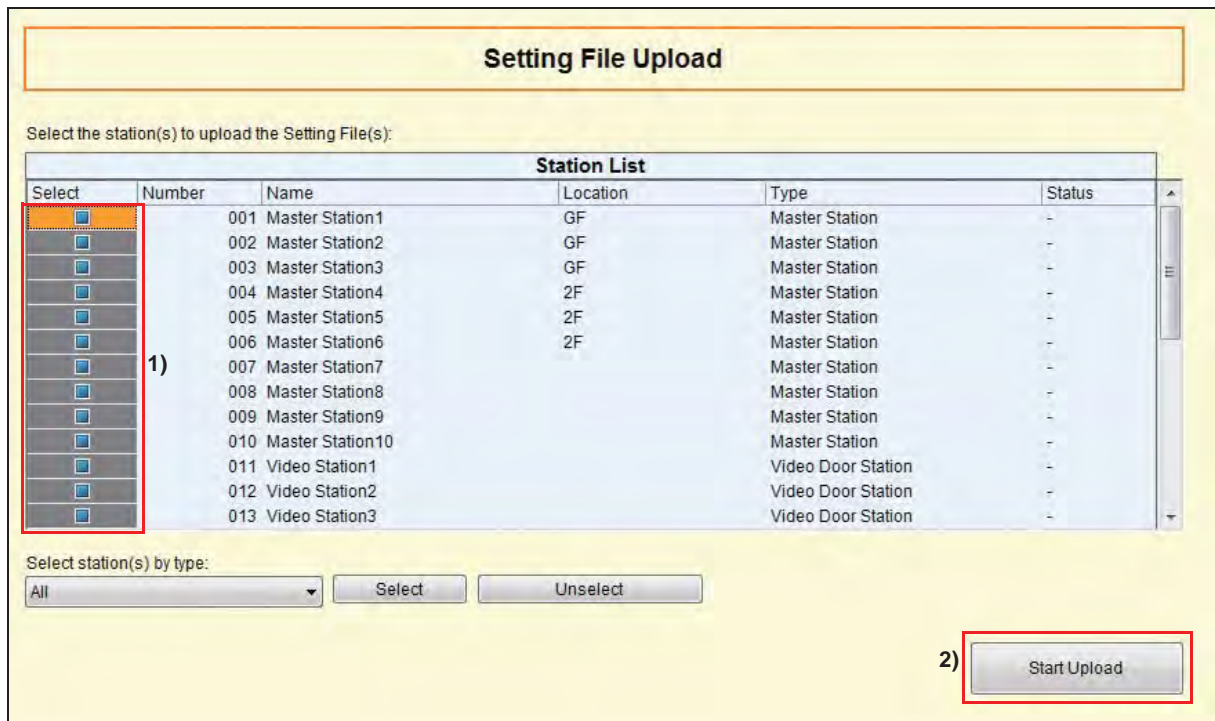 Setting File Upload
Select the station(s) to upload the Setting File(s):
Station List
Select Number Name Location Type Status
001 Master Station1 GF Master Station -
002 Master Station2 GF Master Station -
003 Master Station3 GF Master Station -
004 Master Station4 2F Master Station -
005 Master Station5 2F Master Station -
006 Master Station6 2F Master Station -
1) 007 Master Station7 Master Station -
008 Master Station8 Master Station -
009 Master Station9 Master Station -
010 Master Station10 Master Station -
011 Video Station1 Video Door Station -
012 Video Station2 Video Door Station -
013 Video Station3 Video Door Station -
Select station(s) by type:
All Select Unselect
2) Start Upload